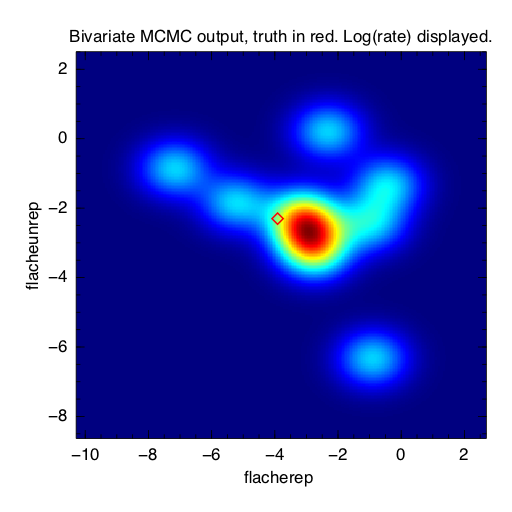 Bivariate MCMC output, truth in red. Log(rate) displayed.
2
0
−2
−4
−6
−8
flacheunrep
−10 −8 −6 −4 −2 0 2
flacherep